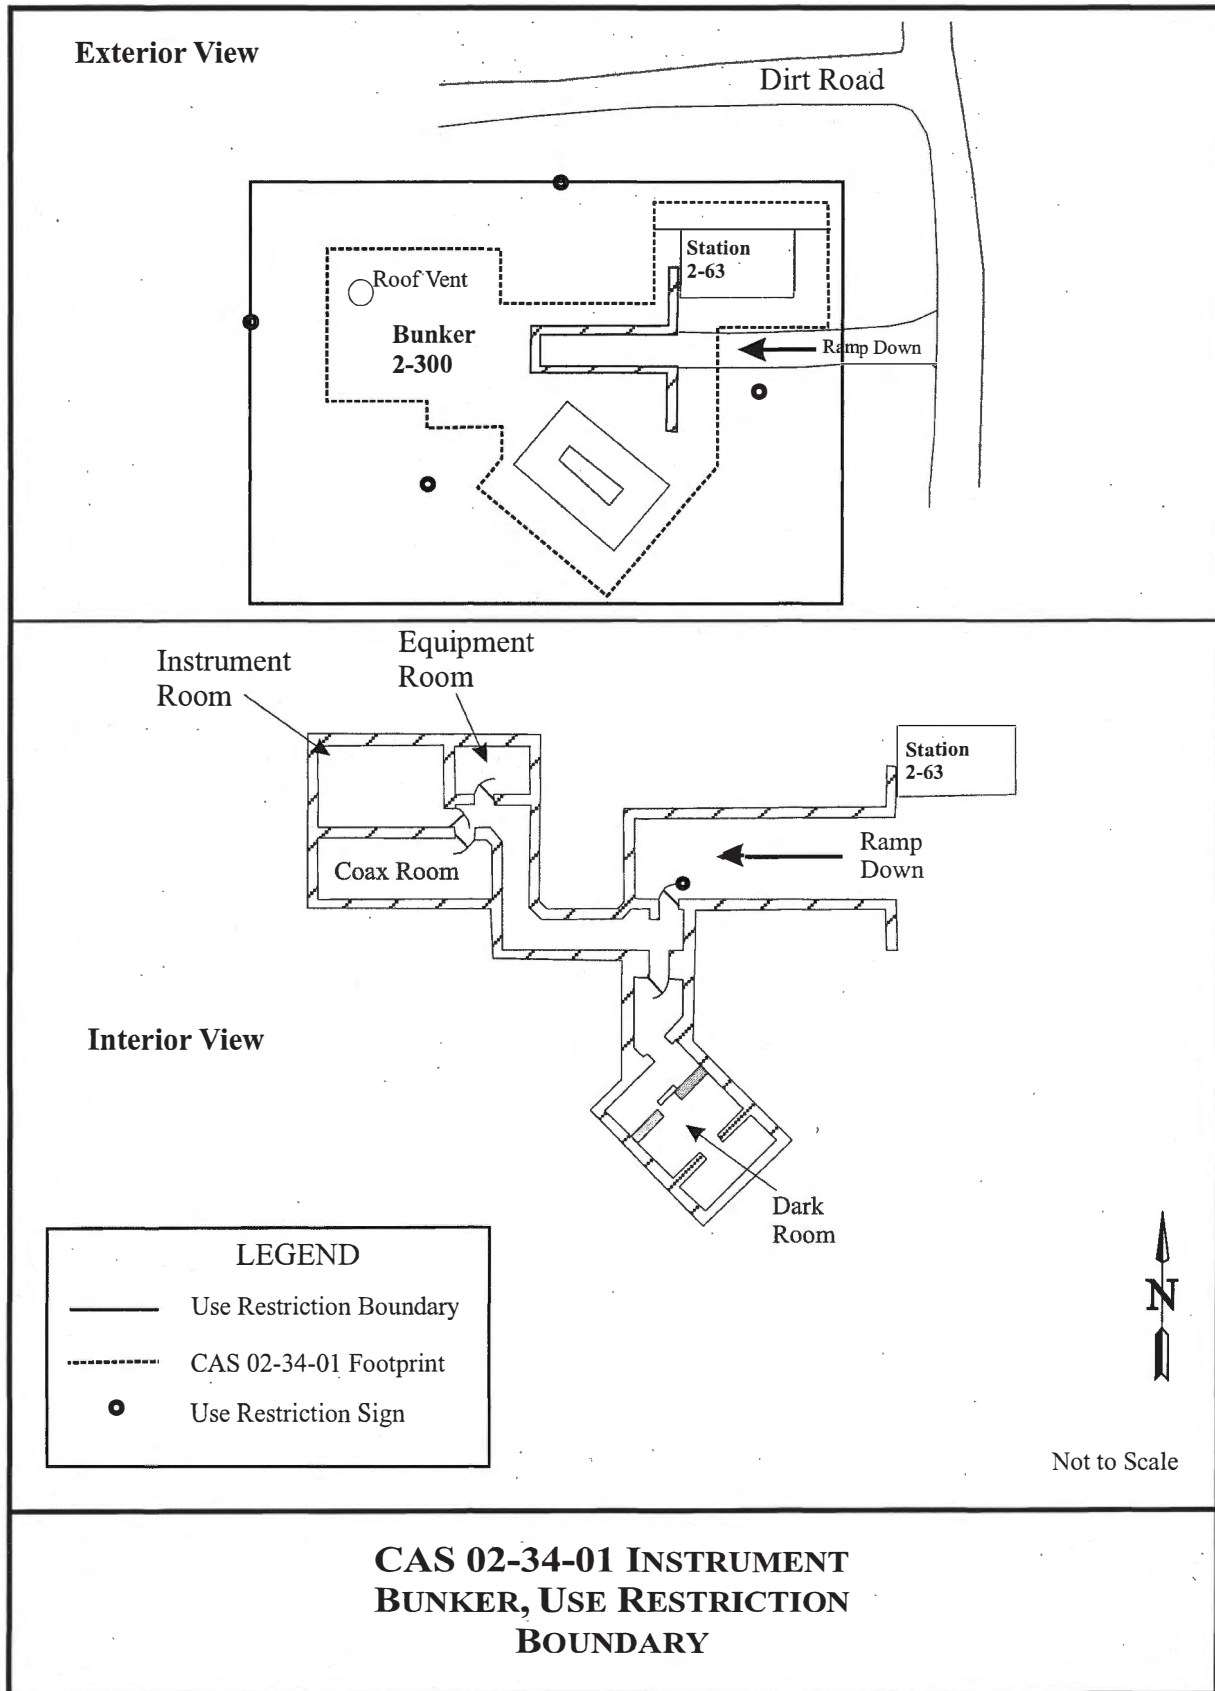 Exterior View
Dirt Road
Station
2-63
Roof Vent
Bunker
2-300
Ramp Down
Instrument
Room
Equipment
Room
Station
2-63
Ramp
Down
Coax Room
Interior View
Dark
Room
LEGEND
Use Restriction Boundary
CAS 02-34-01 Footprint
Use Restriction Sign
N
Not to Scale
CAS 02-34-01 INSTRUMENT
BUNKER, USE RESTRICTION
BOUNDARY